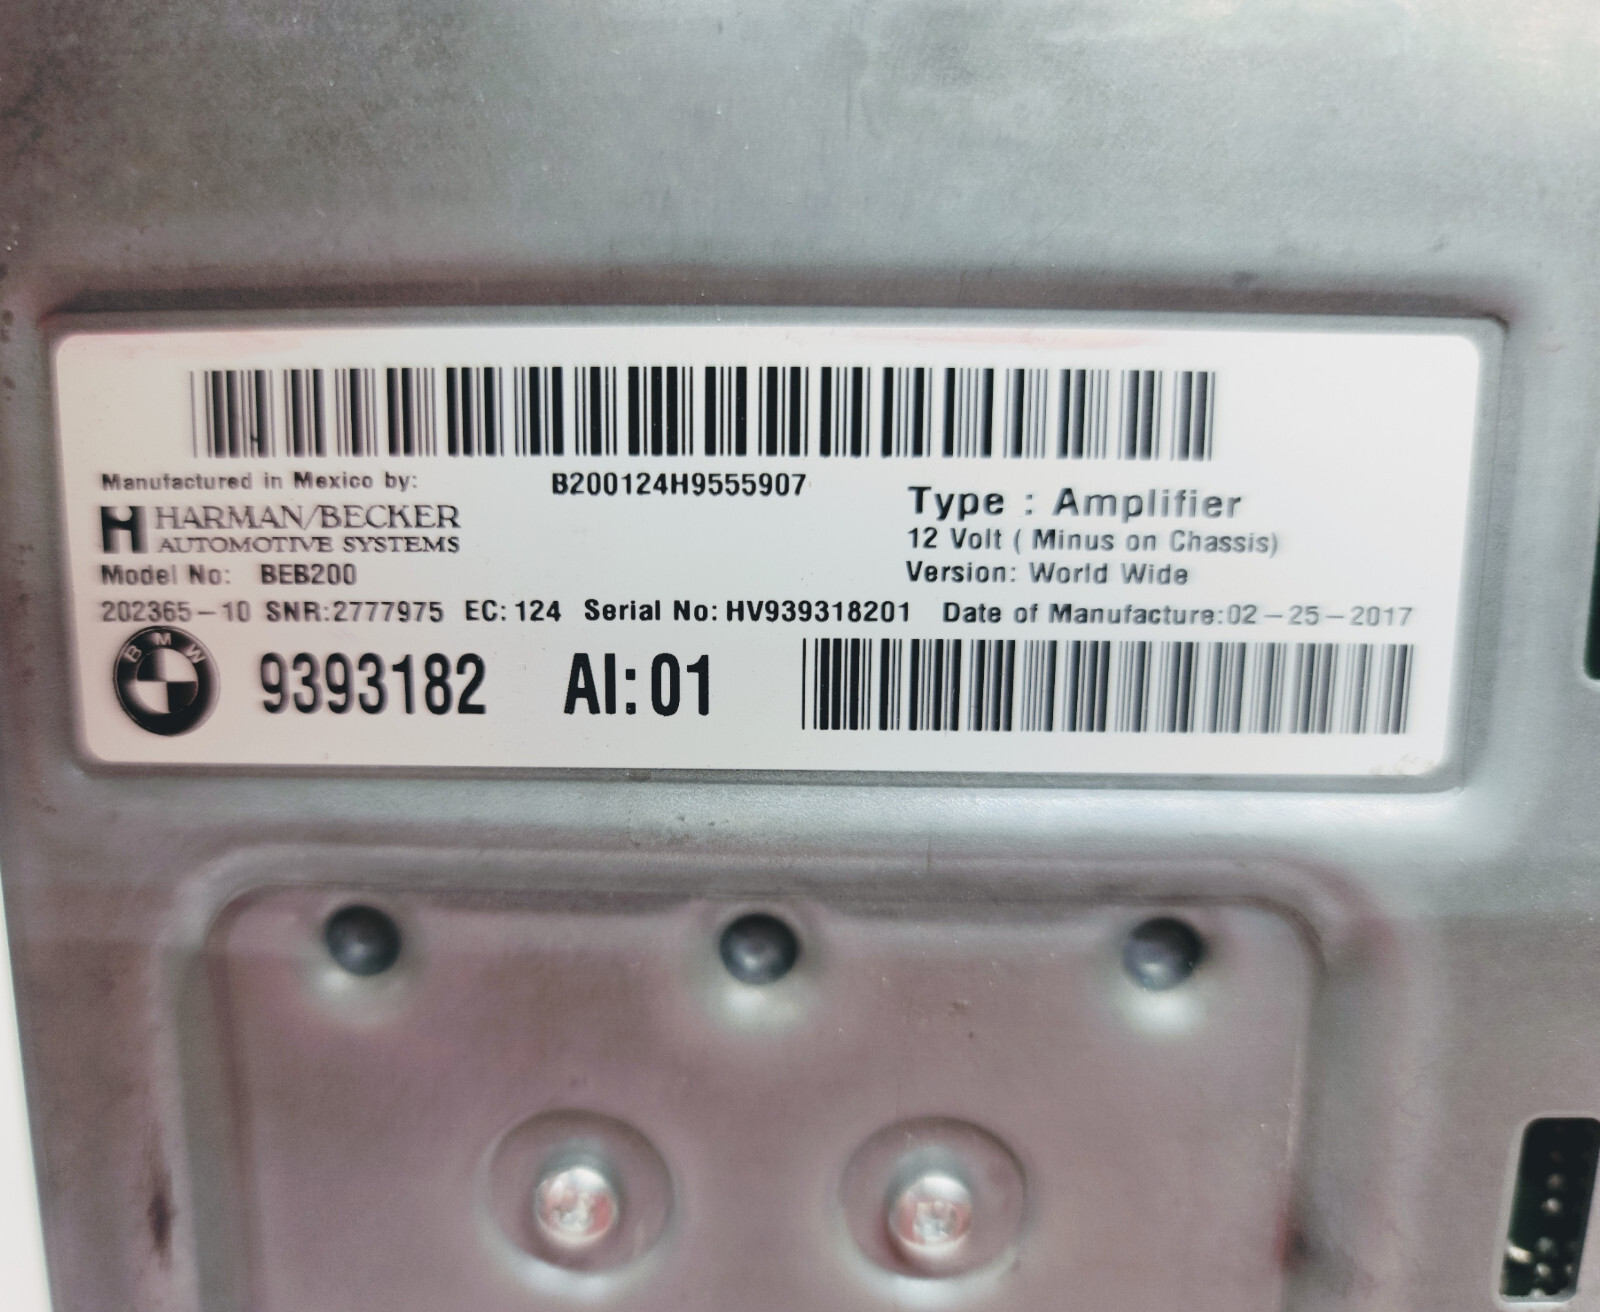 Manufactured in Mexico by:
B200124H9555907
HARMAN/BECKER
AUTOMOTIVE SYSTEMS
Type : Amplifier
12 Volt ( Minus on Chassis)
Model No: BEB200
Version: World Wide
202365-10 SNR:2777975 EC: 124 Serial No: HV939318201 Date of Manufacture:02-25-2017
BMW
9393182 AI:01